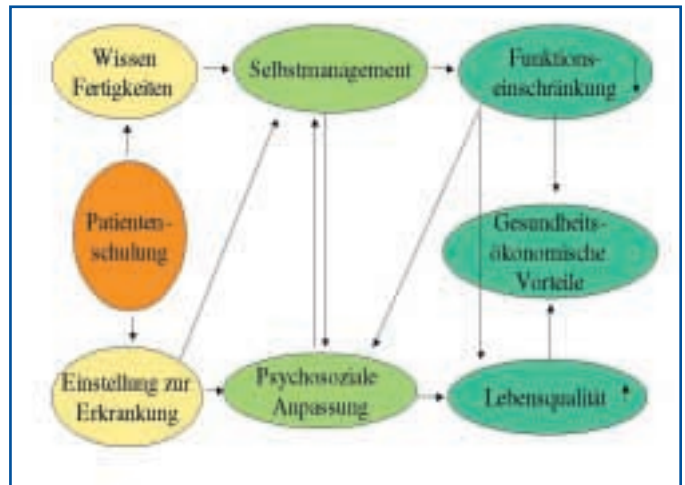 Wissen
Fertigkeiten
Selbstmanagement
Funktions-
einschränkung
Patienten-
schulung
Gesundheits-
ökonomische
Vorteile
Einstellung zur
Erkrankung
Psychosoziale
Anpassung
Lebensqualität